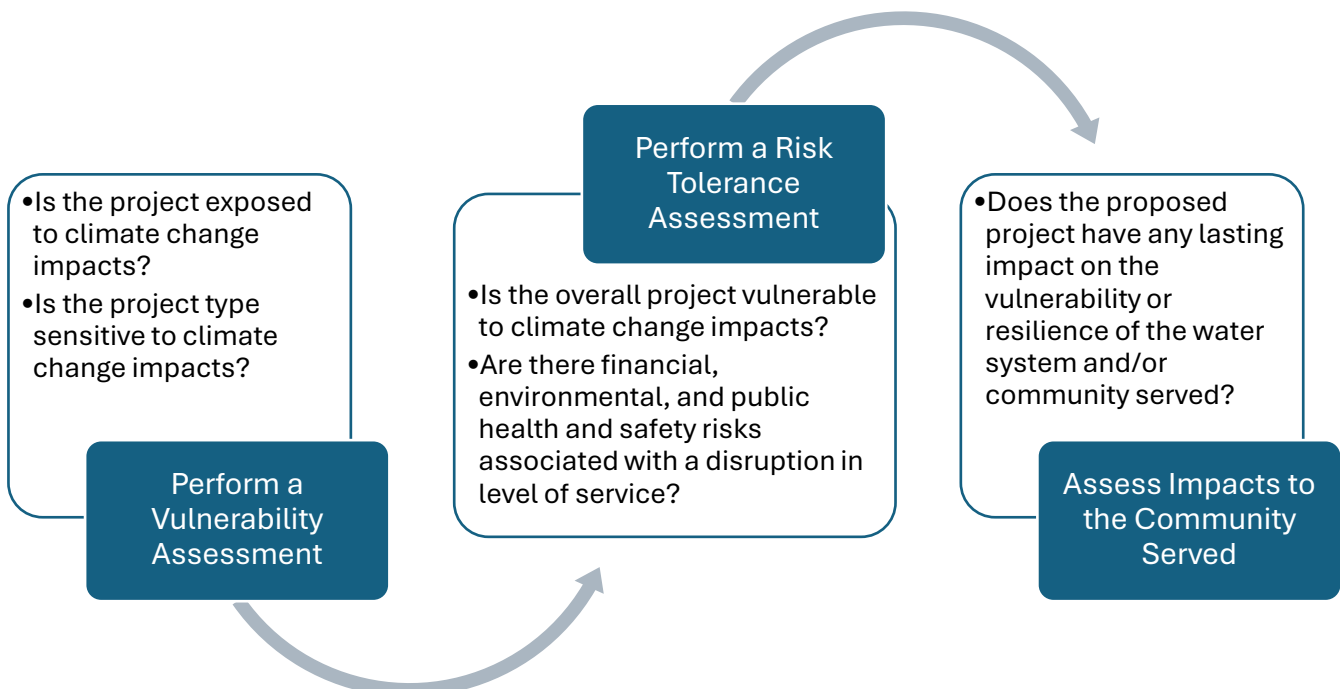 •Is the project exposed
to climate change
impacts?
•Is the project type
sensitive to climate
change impacts?
Perform a
Vulnerability
Assessment
Perform a Risk
Tolerance
Assessment
•Is the overall project vulnerable
to climate change impacts?
•Are there financial,
environmental, and public
health and safety risks
associated with a disruption in
level of service?
•Does the proposed
project have any lasting
impact on the
vulnerability or
resilience of the water
system and/or
community served?
Assess Impacts to
the Community
Served